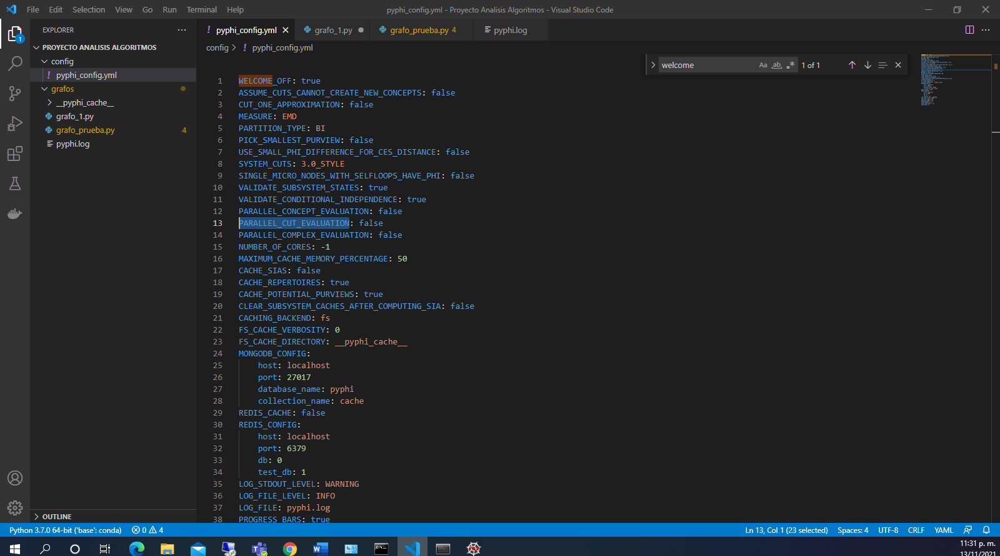 File Edit Selection View Go Run Terminal Help
pyphi_config.yml - Proyecto Analisis Algoritmos - Visual Studio Code
EXPLORER
PROYECTO ANALISIS ALGORITMOS
config
pyphi_config.yml
grafos
__pyphi_cache__
grafo_1.py
grafo_prueba.py 4
pyphi.log
OUTLINE
1
pyphi_config.yml grafo_1.py grafo_prueba.py 4 pyphi.log
config > pyphi_config.yml
welcome Aa ab 1 of 1
1 WELCOME_OFF: true
2 ASSUME_CUTS_CANNOT_CREATE_NEW_CONCEPTS: false
3 CUT_ONE_APPROXIMATION: false
4 MEASURE: EMD
5 PARTITION_TYPE: BI
6 PICK_SMALLEST_PURVIEW: false
7 USE_SMALL_PHI_DIFFERENCE_FOR_CES_DISTANCE: false
8 SYSTEM_CUTS: 3.0_STYLE
9 SINGLE_MICRO_NODES_WITH_SELFLOOPS_HAVE_PHI: false
10 VALIDATE_SUBSYSTEM_STATES: true
11 VALIDATE_CONDITIONAL_INDEPENDENCE: true
12 PARALLEL_CONCEPT_EVALUATION: false
13 PARALLEL_CUT_EVALUATION: false
14 PARALLEL_COMPLEX_EVALUATION: false
15 NUMBER_OF_CORES: -1
16 MAXIMUM_CACHE_MEMORY_PERCENTAGE: 50
17 CACHE_SIAS: false
18 CACHE_REPERTOIRES: true
19 CACHE_POTENTIAL_PURVIEWS: true
20 CLEAR_SUBSYSTEM_CACHES_AFTER_COMPUTING_SIA: false
21 CACHING_BACKEND: fs
22 FS_CACHE_VERBOSITY: 0
23 FS_CACHE_DIRECTORY: __pyphi_cache__
24 MONGODB_CONFIG:
25 host: localhost
26 port: 27017
27 database_name: pyphi
28 collection_name: cache
29 REDIS_CACHE: false
30 REDIS_CONFIG:
31 host: localhost
32 port: 6379
33 db: 0
34 test_db: 1
35 LOG_STDOUT_LEVEL: WARNING
36 LOG_FILE_LEVEL: INFO
37 LOG_FILE: pyphi.log
38 PROGRESS_BARS: true
Python 3.7.0 64-bit ('base': conda) 0 4
Ln 13, Col 1 (23 selected) Spaces: 4 UTF-8 CRLF YAML
11:31 p. m.
13/11/2021